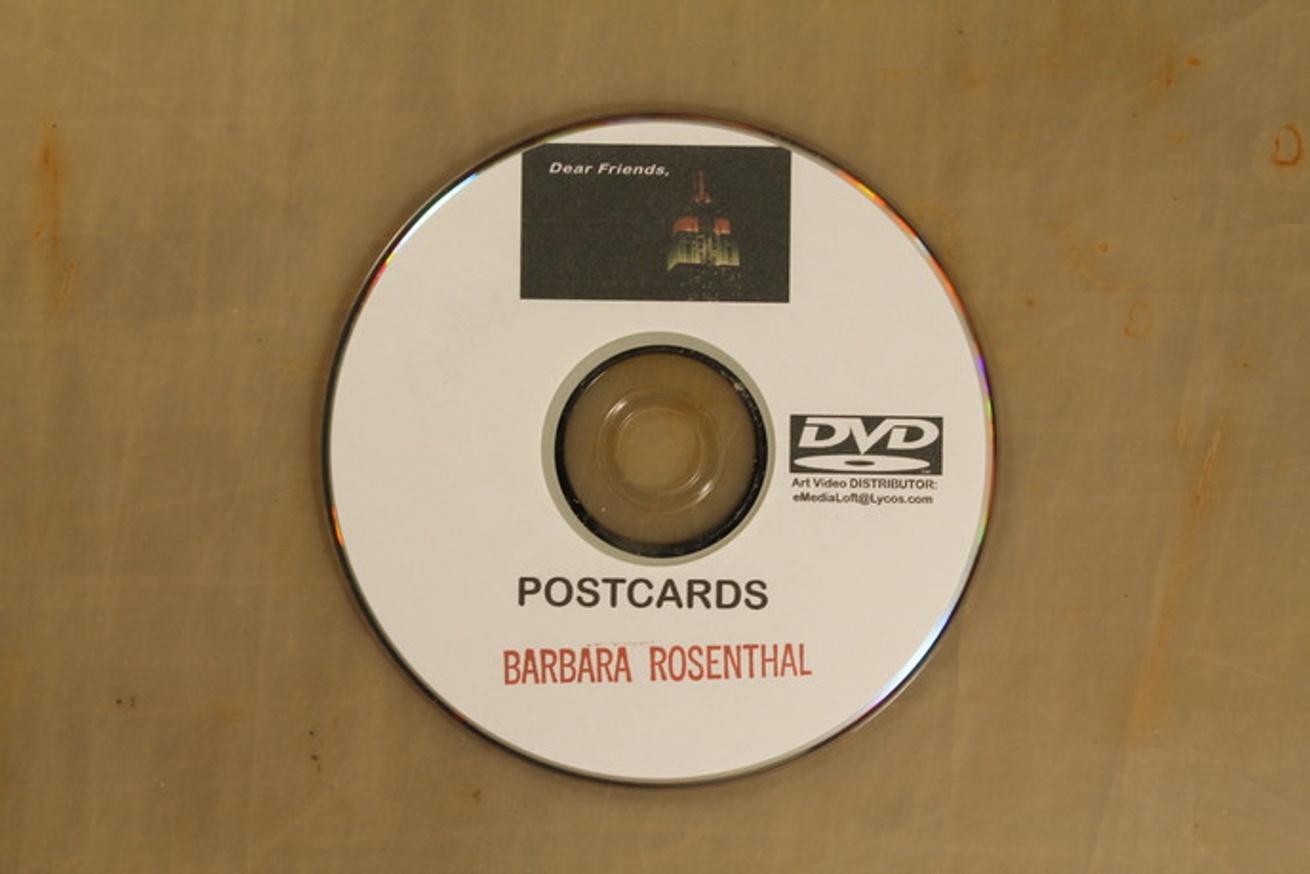 Dear Friends,
DVD
Art Video DISTRIBUTOR:
eMediaLoft@Lycos.com
POSTCARDS
BARBARA ROSENTHAL